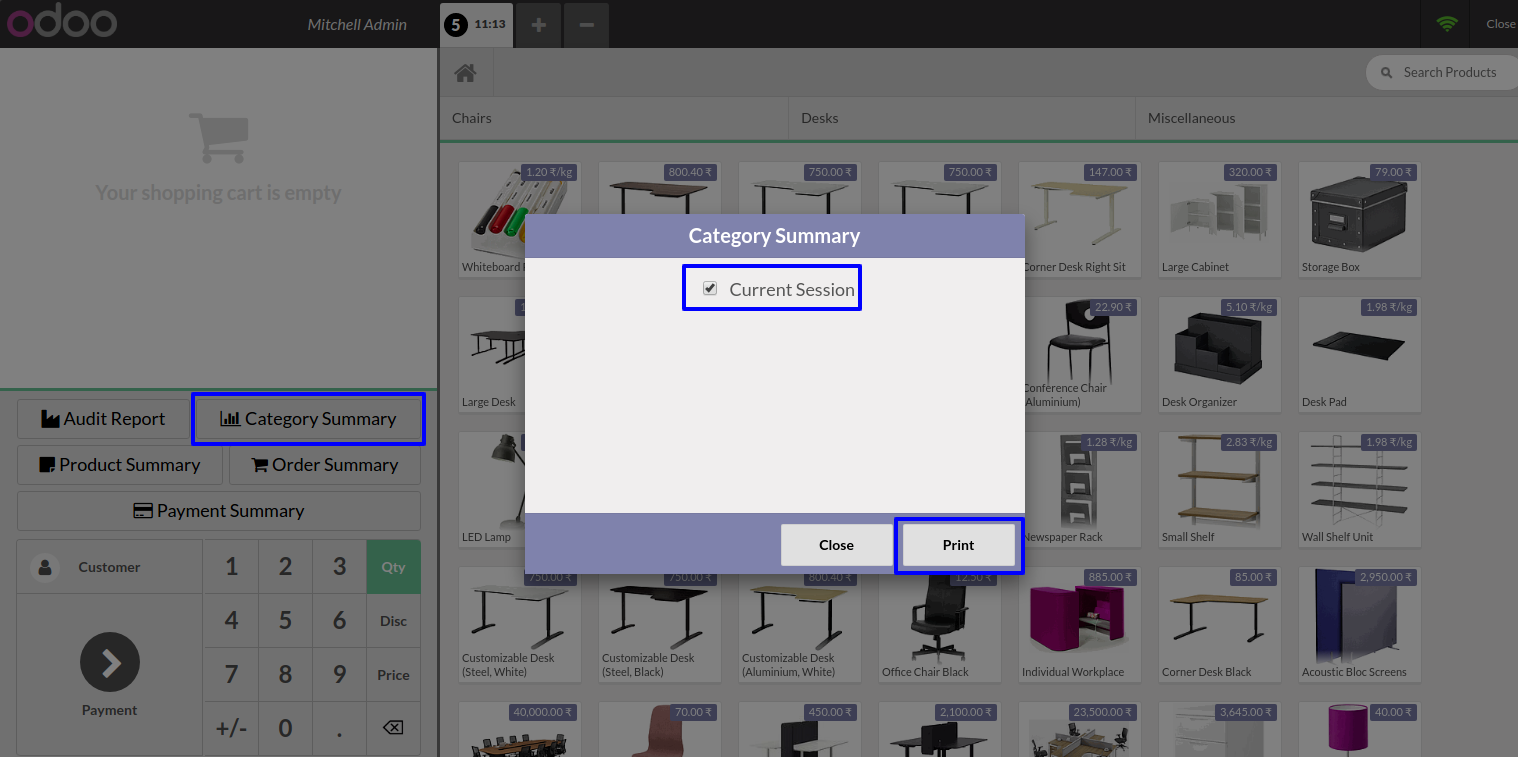 odoo
Mitchell Admin
5 11:13
Close
Search Products
Chairs
Desks
Miscellaneous
Your shopping cart is empty
1.20 ₹/kg
800.40 ₹
750.00 ₹
750.00 ₹
147.00 ₹
320.00 ₹
79.00 ₹
Whiteboard
Corner Desk Right Sit
Large Cabinet
Storage Box
Category Summary
Current Session
Close
Print
22.90 ₹
5.10 ₹/kg
1.98 ₹/kg
Large Desk
Conference Chair
(Aluminium)
Desk Organizer
Desk Pad
1.28 ₹/kg
2.83 ₹/kg
1.98 ₹/kg
LED Lamp
Newspaper Rack
Small Shelf
Wall Shelf Unit
750.00 ₹
750.00 ₹
800.40 ₹
12.50 ₹
885.00 ₹
85.00 ₹
2,950.00 ₹
Customizable Desk
(Steel, White)
Customizable Desk
(Steel, Black)
Customizable Desk
(Aluminium, White)
Office Chair Black
Individual Workplace
Corner Desk Black
Acoustic Bloc Screens
40,000.00 ₹
70.00 ₹
450.00 ₹
2,100.00 ₹
23,500.00 ₹
3,645.00 ₹
40.00 ₹
Audit Report
Category Summary
Product Summary
Order Summary
Payment Summary
Customer
1 2 3 Qty
4 5 6 Disc
7 8 9 Price
+/- 0 .
Payment